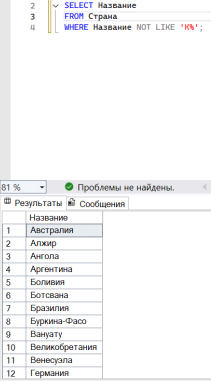 2 SELECT Название
3 FROM Страна
4 WHERE Название NOT LIKE 'К%';
81 % Проблемы не найдены.
Результаты Сообщения
Название
1 Австралия
2 Алжир
3 Ангола
4 Аргентина
5 Боливия
6 Ботсвана
7 Бразилия
8 Буркина-Фасо
9 Вануату
10 Великобритания
11 Венесуэла
12 Германия